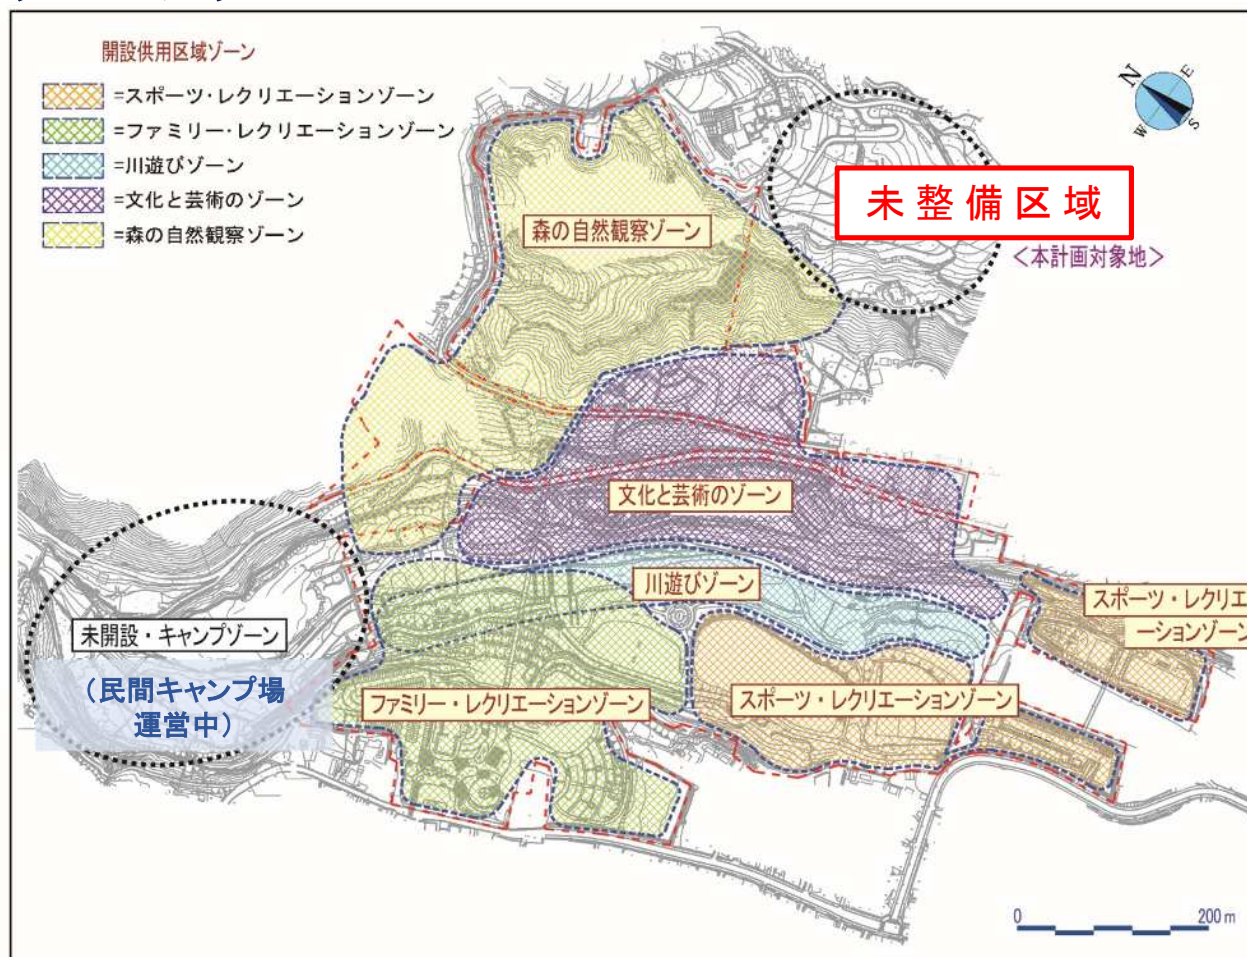 開設供用区域ゾーン
=スポーツ・レクリエーションゾーン
=ファミリー・レクリエーションゾーン
=川遊びゾーン
=文化と芸術のゾーン
=森の自然観察ゾーン
N
E
W
S
未整備区域
<本計画対象地>
森の自然観察ゾーン
文化と芸術のゾーン
川遊びゾーン
スポーツ・レクリエ
ーションゾーン
未開設・キャンプゾーン
(民間キャンプ場
運営中)
ファミリー・レクリエーションゾーン
スポーツ・レクリエーションゾーン
0
200m